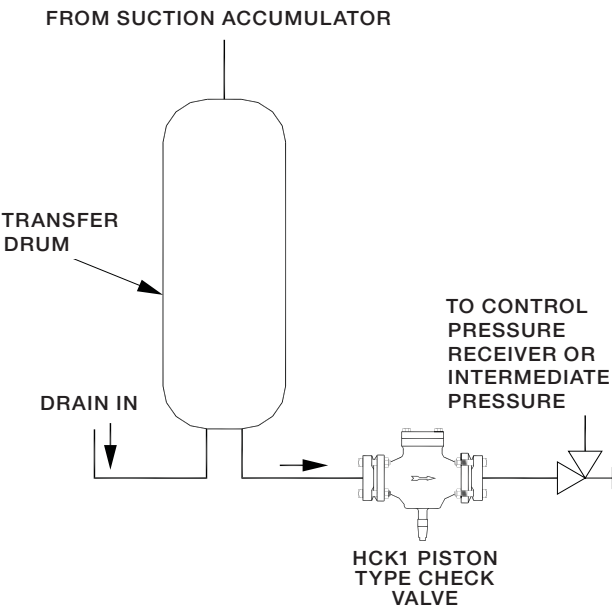 FROM SUCTION ACCUMULATOR
TRANSFER
DRUM
TO CONTROL
PRESSURE
RECEIVER OR
INTERMEDIATE
PRESSURE
DRAIN IN
HCK1 PISTON
TYPE CHECK
VALVE